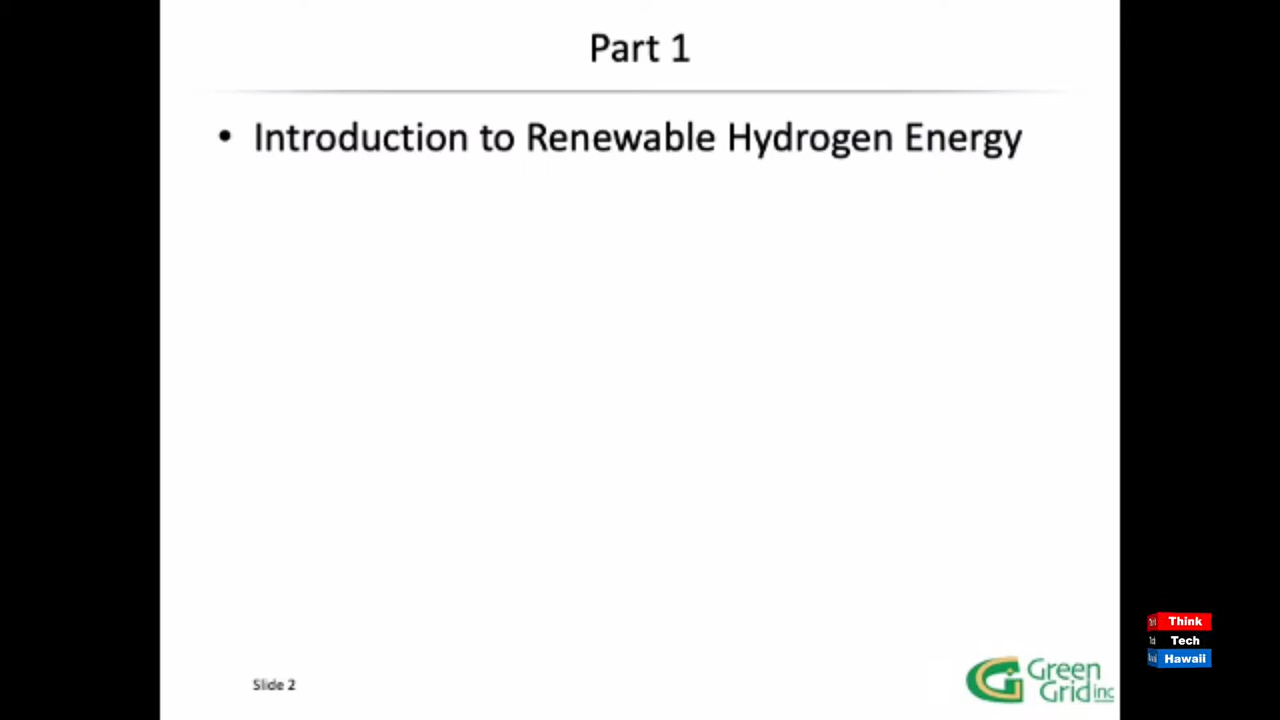 Part 1
• Introduction to Renewable Hydrogen Energy
Slide 2
Green
Grid inc
Think
Tech
Hawaii